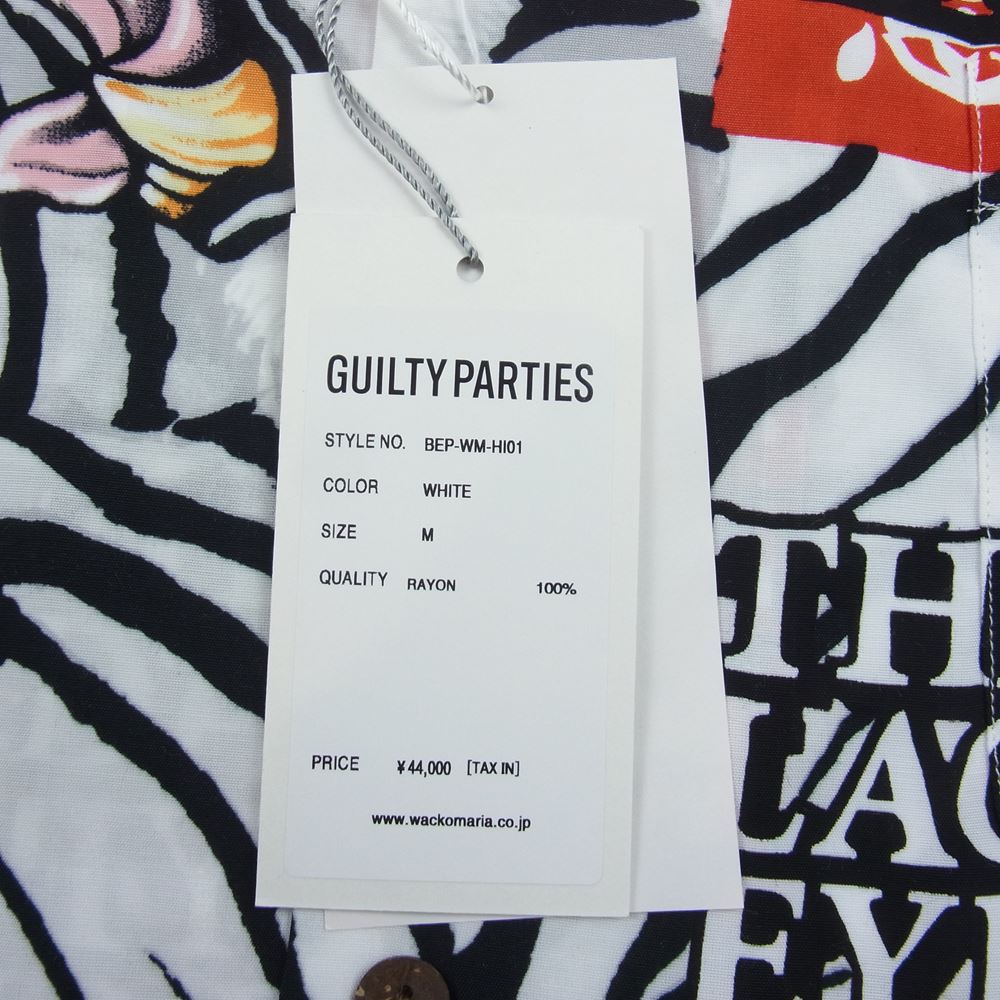 GUILTY PARTIES
STYLE NO. BEP-WM-HI01
COLOR WHITE
SIZE M
QUALITY RAYON 100%
PRICE ¥44,000 [TAX IN]
www.wackomaria.co.jp
TH